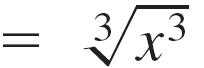 = ∛x³